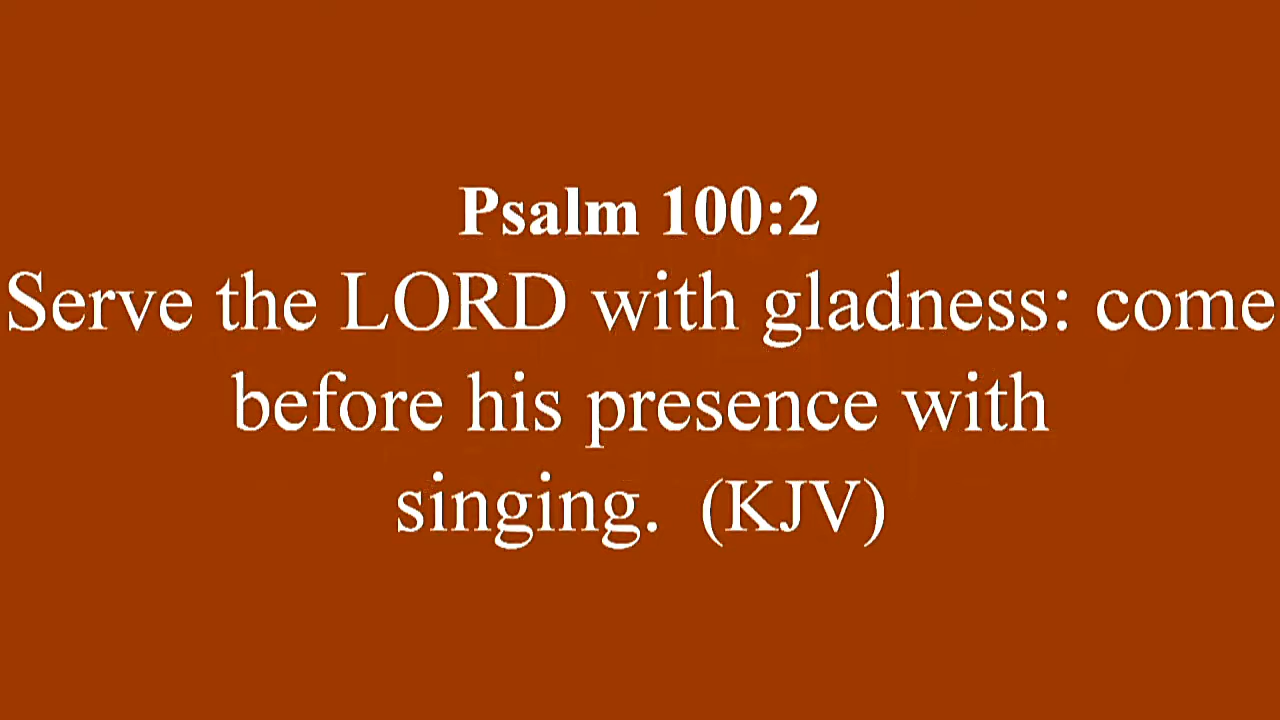 Psalm 100:2
Serve the LORD with gladness: come
before his presence with
singing.  (KJV)